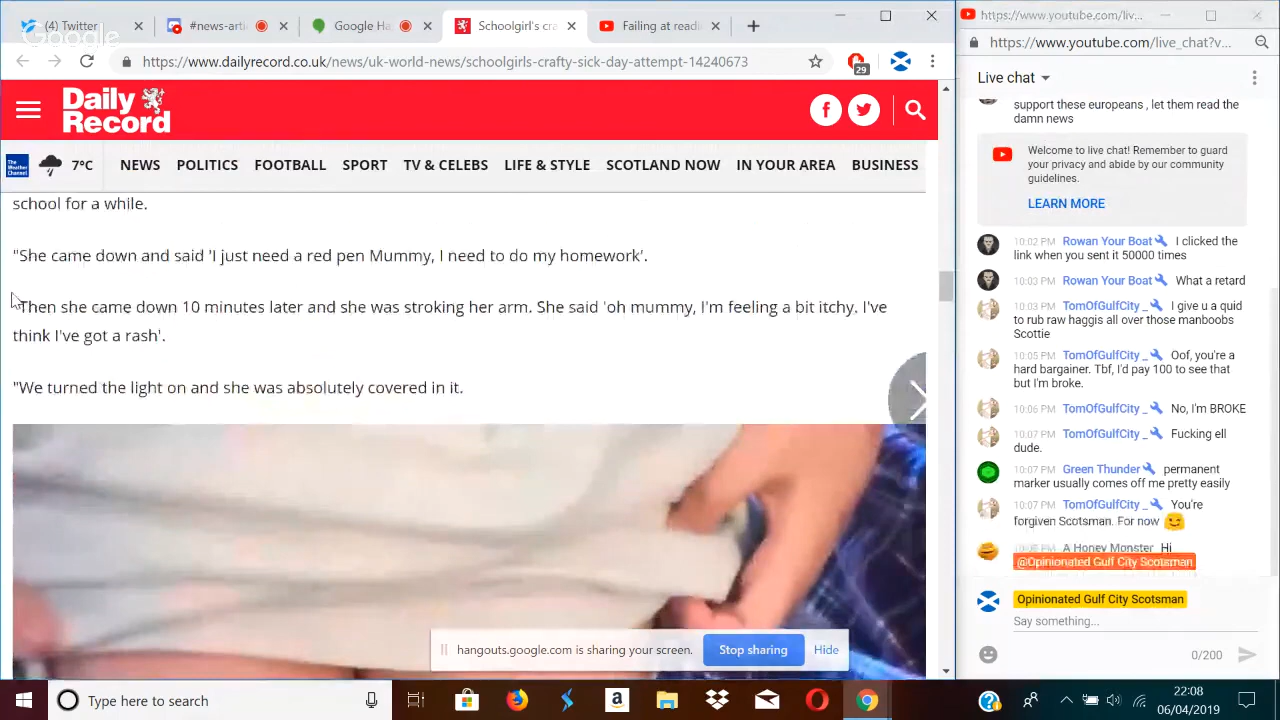 (4) Twitter
#news-arti
Google Ha
Schoolgirl's cra
Failing at readi
https://www.youtube.com/liv...
Google
https://www.dailyrecord.co.uk/news/uk-world-news/schoolgirls-crafty-sick-day-attempt-14240673
29
https://www.youtube.com/live_chat?v...
Daily
Record
Live chat
The Weather Channel
7°C
NEWS POLITICS FOOTBALL SPORT TV & CELEBS LIFE & STYLE SCOTLAND NOW IN YOUR AREA BUSINESS
school for a while.
"She came down and said 'I just need a red pen Mummy, I need to do my homework'.
"Then she came down 10 minutes later and she was stroking her arm. She said 'oh mummy, I'm feeling a bit itchy, I've
think I've got a rash'.
"We turned the light on and she was absolutely covered in it.
hangouts.google.com is sharing your screen.
Stop sharing
Hide
support these europeans , let them read the
damn news
Welcome to live chat! Remember to guard
your privacy and abide by our community
guidelines.
LEARN MORE
10:02 PM Rowan Your Boat I clicked the
link when you sent it 50000 times
10:03 PM Rowan Your Boat What a retard
10:03 PM TomOfGulfCity _ I give u a quid
to rub raw haggis all over those manboobs
Scottie
10:05 PM TomOfGulfCity _ Oof, you're a
hard bargainer. Tbf, I'd pay 100 to see that
but I'm broke.
10:06 PM TomOfGulfCity _ No, I'm BROKE
10:07 PM TomOfGulfCity _ Fucking ell
dude.
10:07 PM Green Thunder permanent
marker usually comes off me pretty easily
10:07 PM TomOfGulfCity _ You're
forgiven Scotsman. For now
A Honey Monster Hi
@Opinionated Gulf City Scotsman
Opinionated Gulf City Scotsman
Say something...
0/200
Type here to search
22:08
06/04/2019